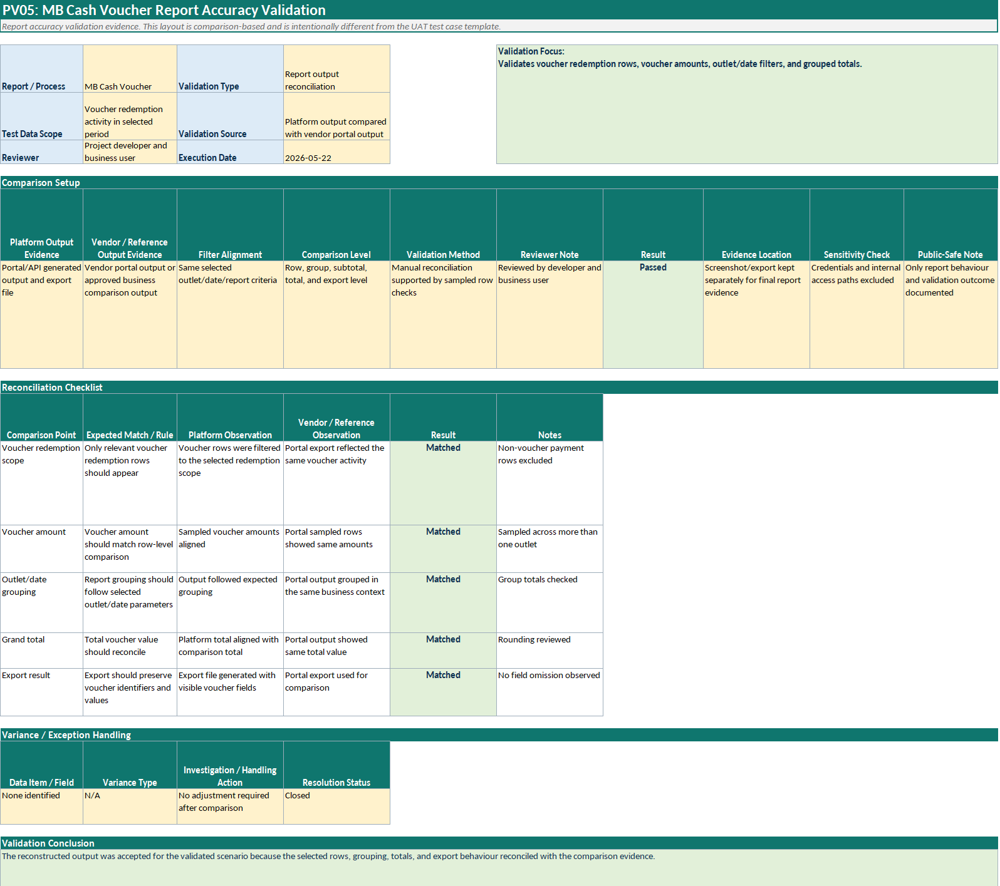 PV05: MB Cash Voucher Report Accuracy Validation
Report accuracy validation evidence. This layout is comparison-based and is intentionally different from the UAT test case template.
Report / Process
MB Cash Voucher
Validation Type
Report output
reconciliation
Validation Focus:
Validates voucher redemption rows, voucher amounts, outlet/date filters, and grouped totals.
Test Data Scope
Voucher redemption
activity in selected
period
Validation Source
Platform output compared
with vendor portal output
Reviewer
Project developer and
business user
Execution Date
2026-05-22
Comparison Setup
Platform Output
Evidence
Vendor / Reference
Output Evidence
Filter Alignment
Comparison Level
Validation Method
Reviewer Note
Result
Evidence Location
Sensitivity Check
Public-Safe Note
Portal/API generated
output and export
file
Vendor portal output or
approved business
comparison output
Same selected
outlet/date/report criteria
Row, group, subtotal,
total, and export level
Manual reconciliation
supported by sampled row
checks
Reviewed by developer and
business user
Passed
Screenshot/export kept
separately for final report
evidence
Credentials and internal
access paths excluded
Only report behaviour
and validation outcome
documented
Reconciliation Checklist
Comparison Point
Expected Match / Rule
Platform Observation
Vendor / Reference
Observation
Result
Notes
Voucher redemption
scope
Only relevant voucher
redemption rows
should appear
Voucher rows were filtered
to the selected redemption
scope
Portal export reflected the
same voucher activity
Matched
Non-voucher payment
rows excluded
Voucher amount
Voucher amount
should match row-level
comparison
Sampled voucher amounts
aligned
Portal sampled rows
showed same amounts
Matched
Sampled across more than
one outlet
Outlet/date
grouping
Report grouping should
follow selected
outlet/date parameters
Output followed expected
grouping
Portal output grouped in
the same business context
Matched
Group totals checked
Grand total
Total voucher value
should reconcile
Platform total aligned with
comparison total
Portal output showed
same total value
Matched
Rounding reviewed
Export result
Export should preserve
voucher identifiers and
values
Export file generated with
visible voucher fields
Portal export used for
comparison
Matched
No field omission observed
Variance / Exception Handling
Data Item / Field
Variance Type
Investigation / Handling
Action
Resolution Status
None identified
N/A
No adjustment required
after comparison
Closed
Validation Conclusion
The reconstructed output was accepted for the validated scenario because the selected rows, grouping, totals, and export behaviour reconciled with the comparison evidence.